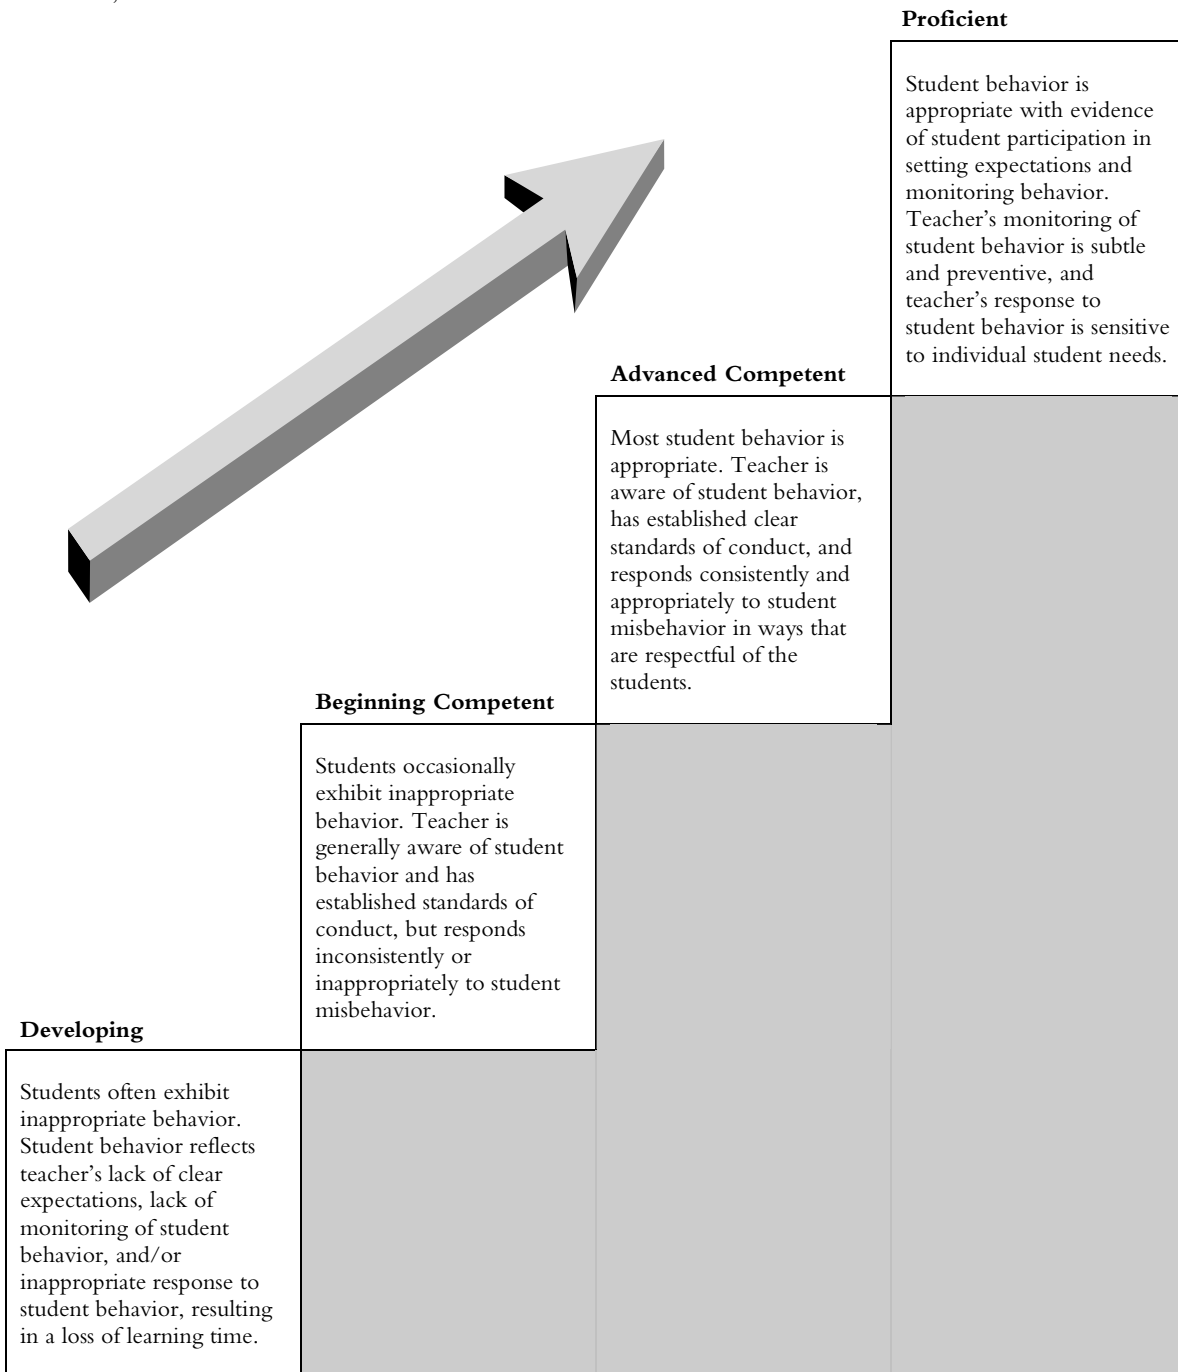 Proficient
Student behavior is
appropriate with evidence
of student participation in
setting expectations and
monitoring behavior.
Teacher’s monitoring of
student behavior is subtle
and preventive, and
teacher’s response to
student behavior is sensitive
to individual student needs.
Advanced Competent
Most student behavior is
appropriate. Teacher is
aware of student behavior,
has established clear
standards of conduct, and
responds consistently and
appropriately to student
misbehavior in ways that
are respectful of the
students.
Beginning Competent
Students occasionally
exhibit inappropriate
behavior. Teacher is
generally aware of student
behavior and has
established standards of
conduct, but responds
inconsistently or
inappropriately to student
misbehavior.
Developing
Students often exhibit
inappropriate behavior.
Student behavior reflects
teacher’s lack of clear
expectations, lack of
monitoring of student
behavior, and/or
inappropriate response to
student behavior, resulting
in a loss of learning time.